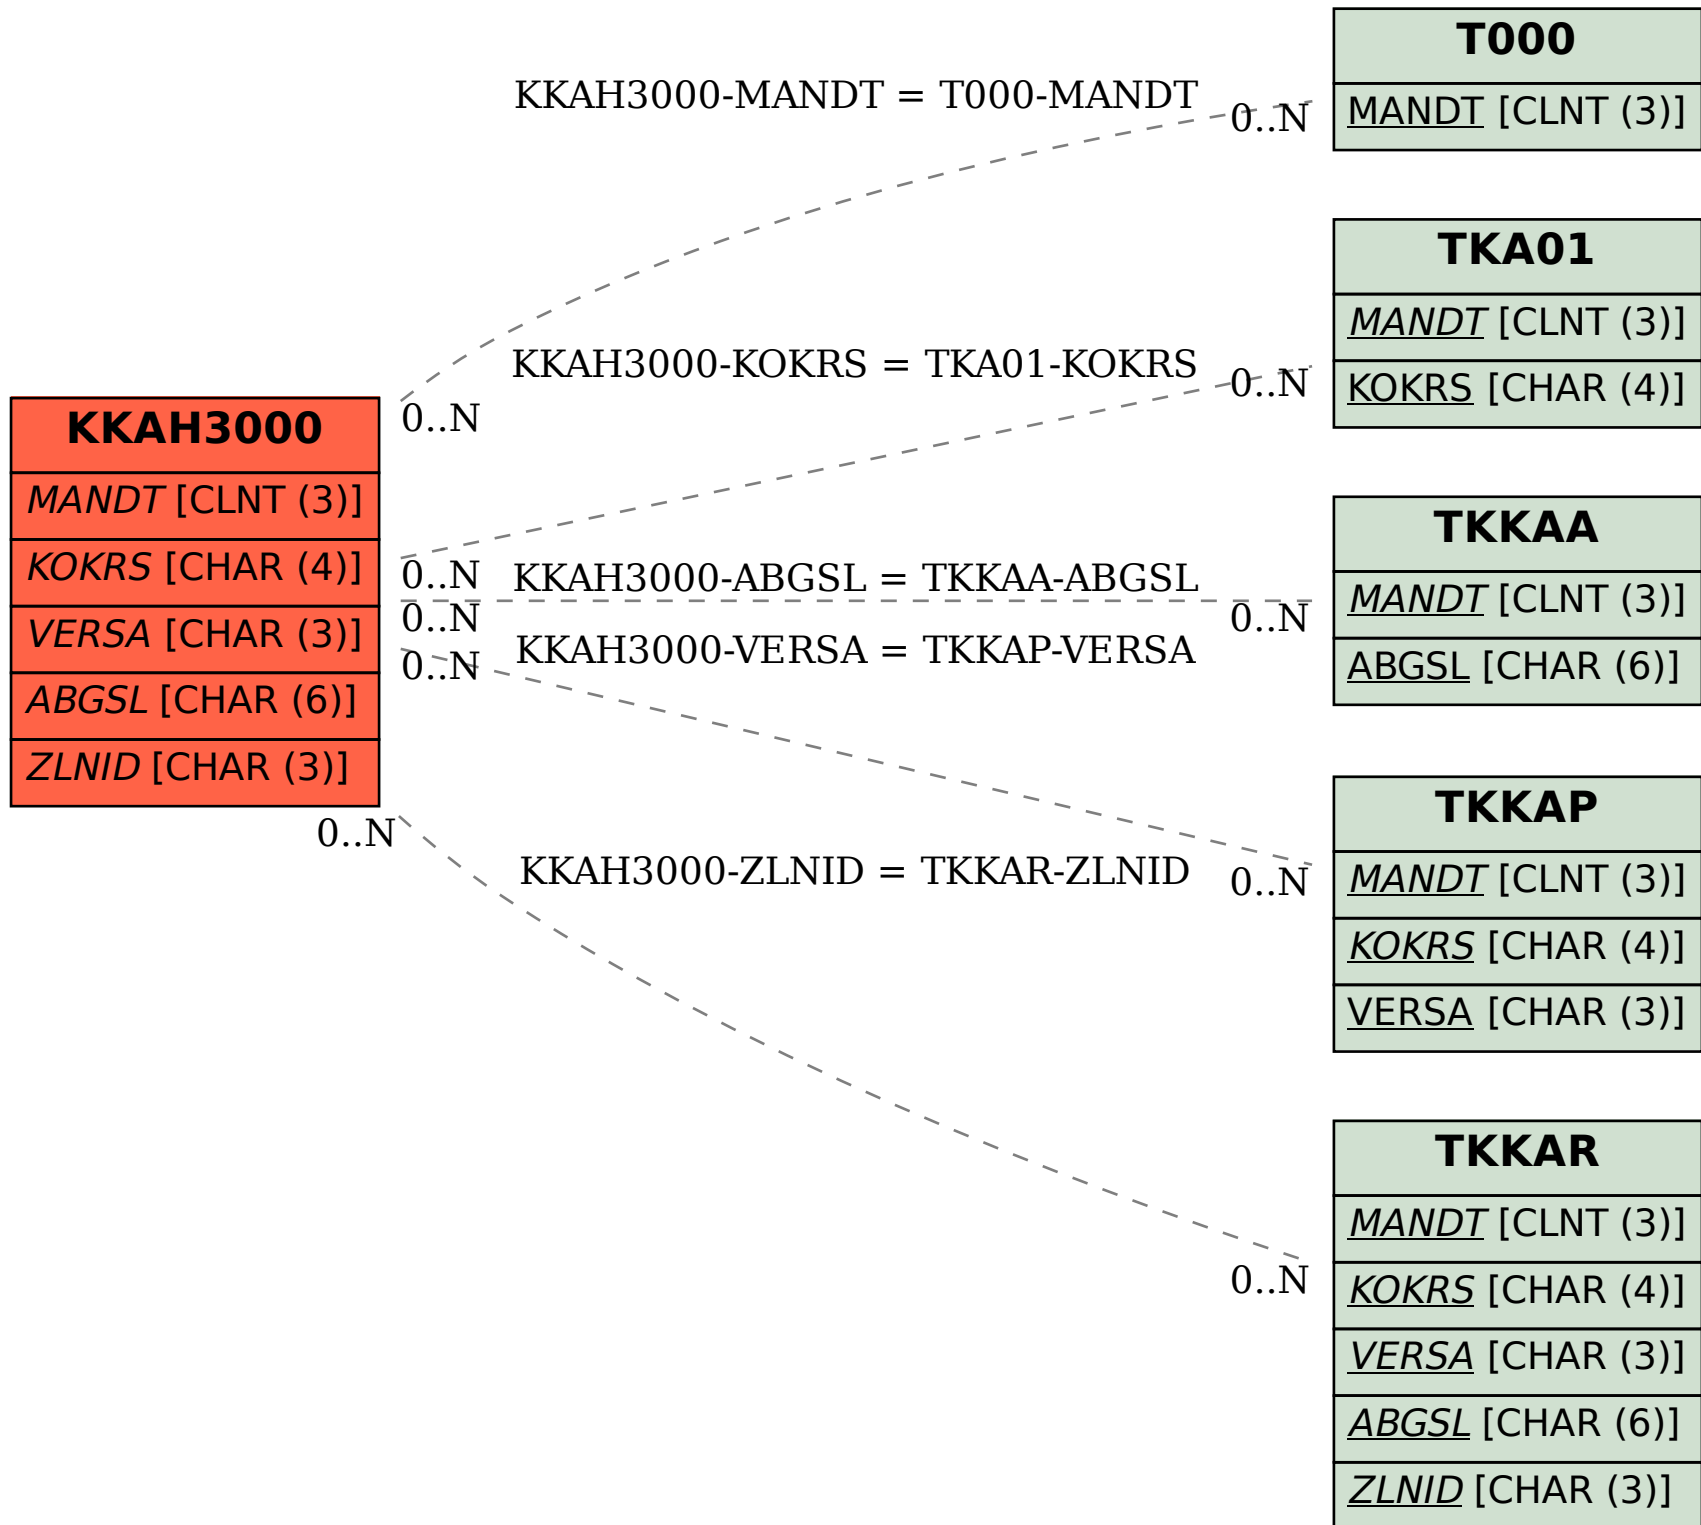 T000
MANDT [CLNT (3)]
KKAH3000-MANDT = T000-MANDT
0..N
TKA01
MANDT [CLNT (3)]
KOKRS [CHAR (4)]
KKAH3000-KOKRS = TKA01-KOKRS
0..N
KKAH3000
MANDT [CLNT (3)]
KOKRS [CHAR (4)]
VERSA [CHAR (3)]
ABGSL [CHAR (6)]
ZLNID [CHAR (3)]
0..N
0..N
0..N
0..N
0..N
KKAH3000-ABGSL = TKKAA-ABGSL
0..N
KKAH3000-VERSA = TKKAP-VERSA
TKKAA
MANDT [CLNT (3)]
ABGSL [CHAR (6)]
KKAH3000-ZLNID = TKKAR-ZLNID
0..N
TKKAP
MANDT [CLNT (3)]
KOKRS [CHAR (4)]
VERSA [CHAR (3)]
0..N
TKKAR
MANDT [CLNT (3)]
KOKRS [CHAR (4)]
VERSA [CHAR (3)]
ABGSL [CHAR (6)]
ZLNID [CHAR (3)]